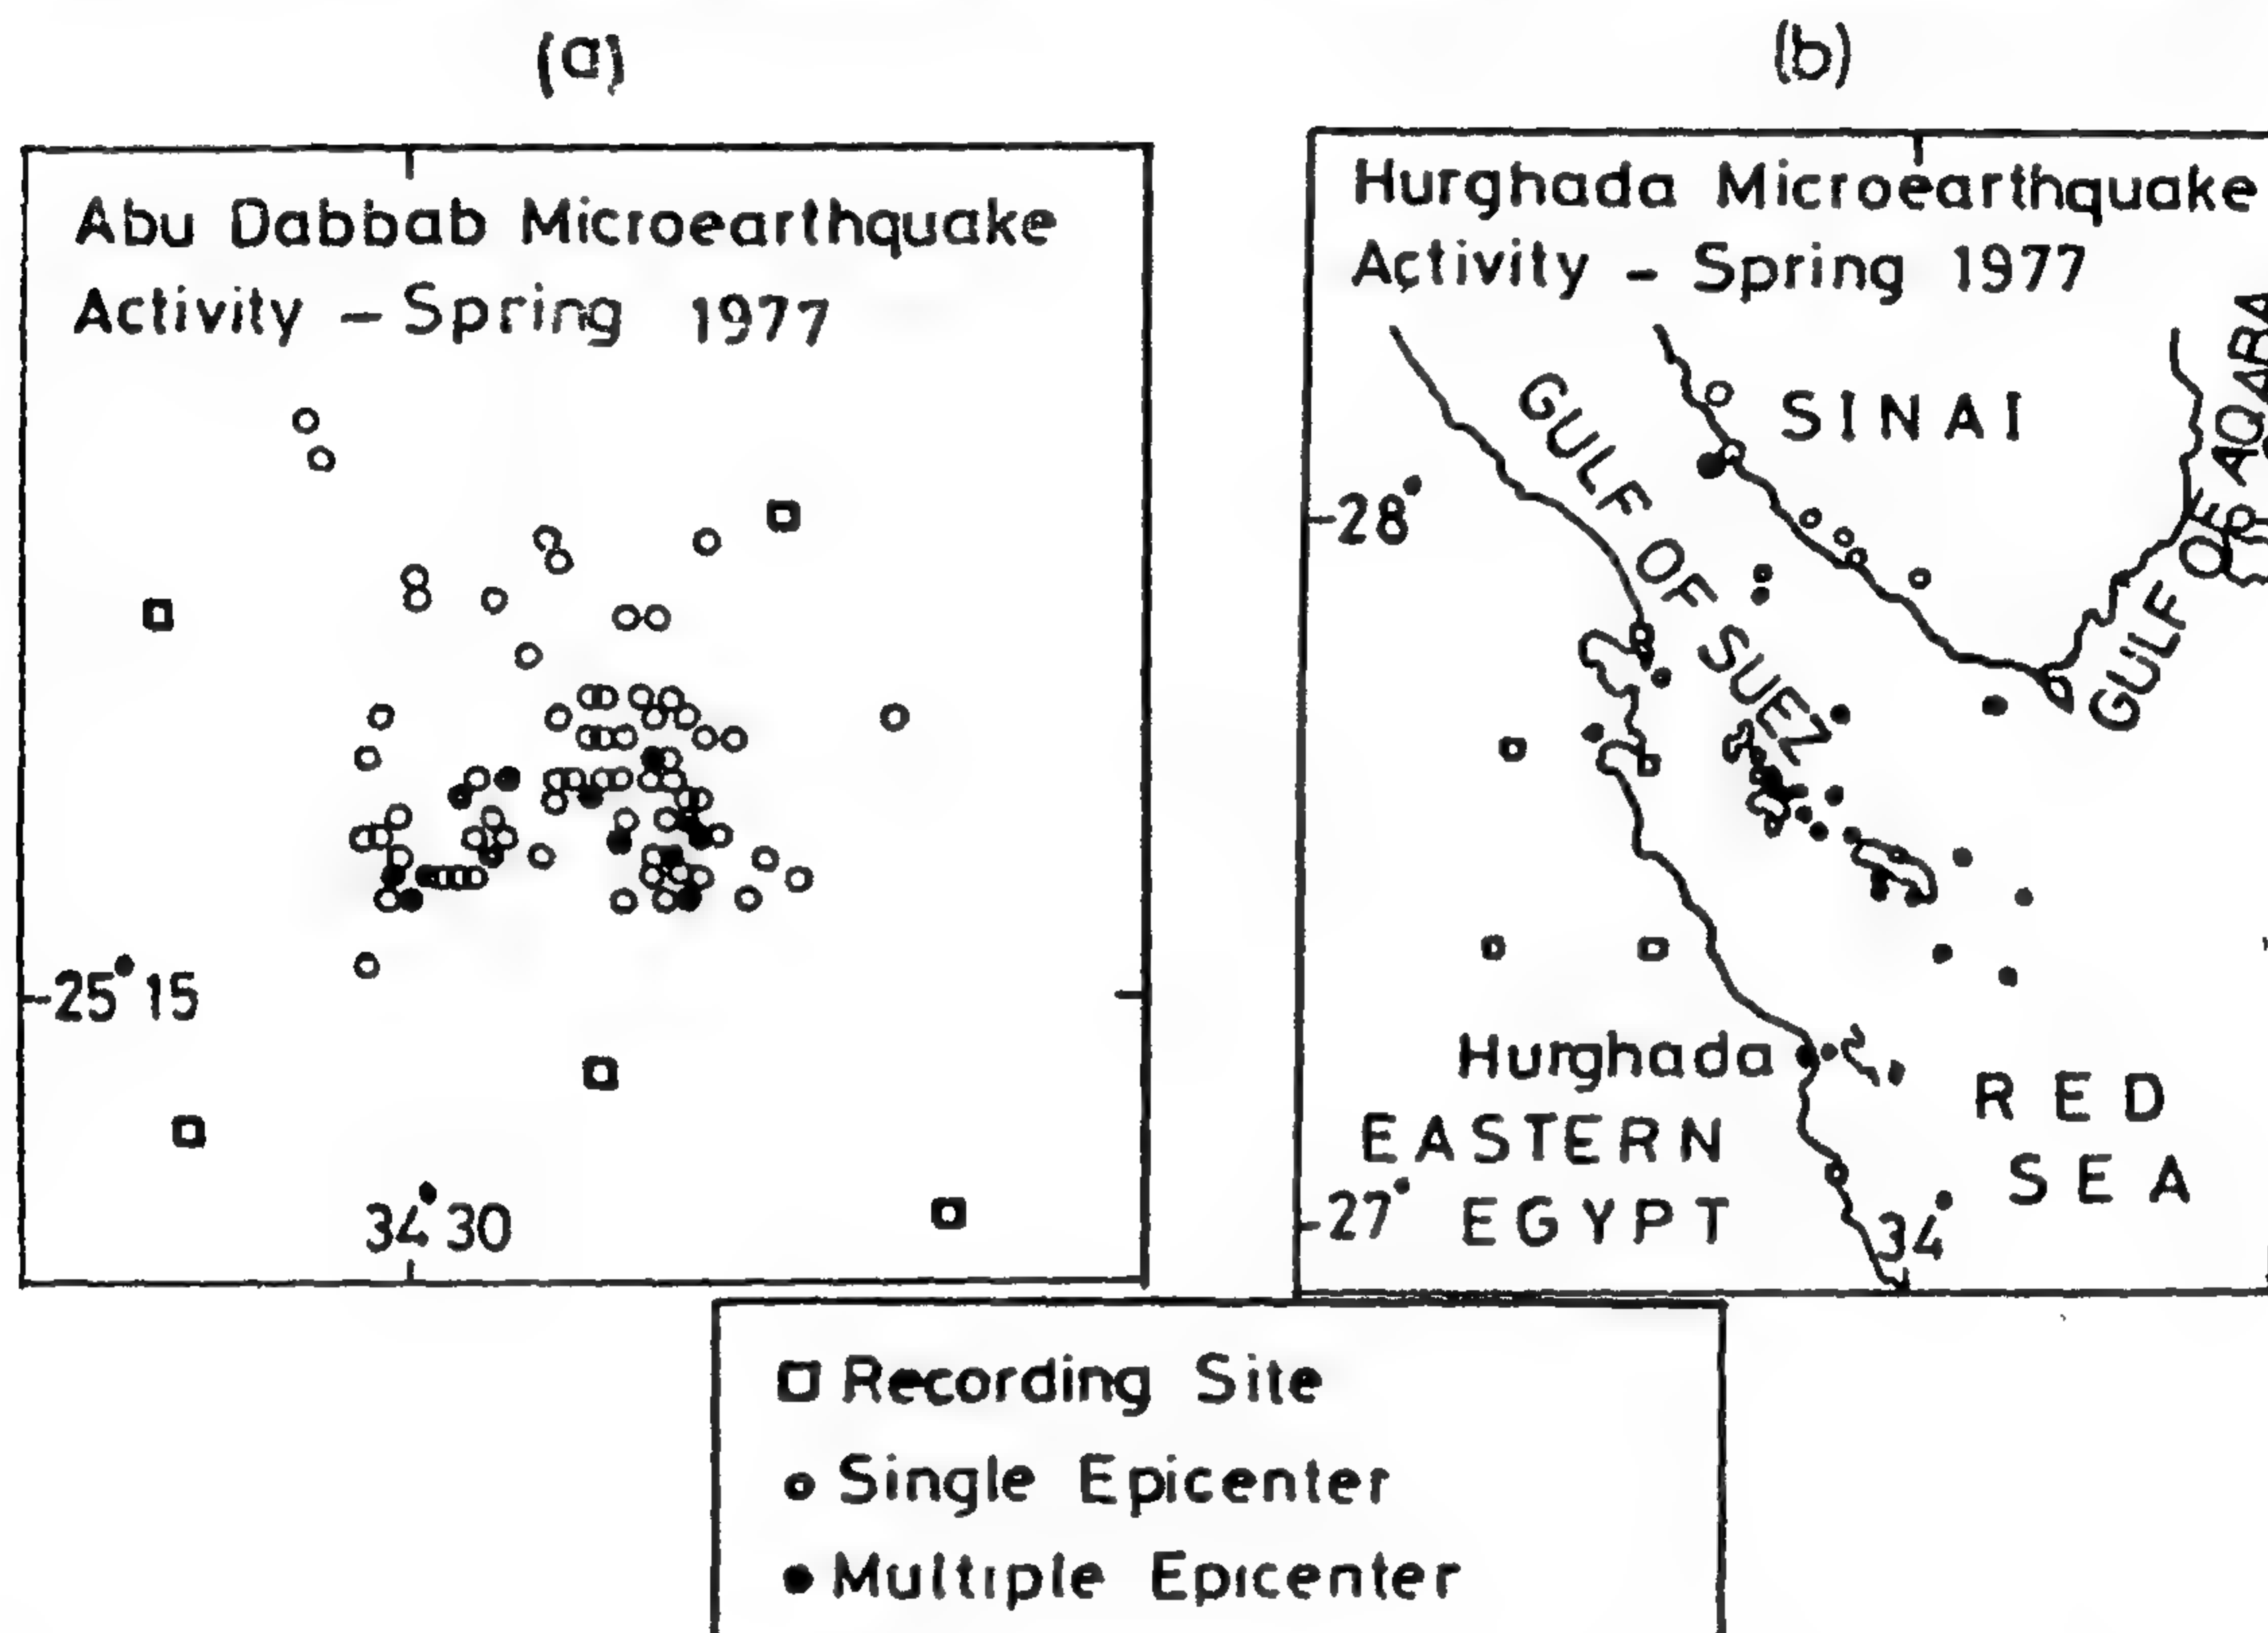 (a)
Abu Dabbab Microearthquake
Activity – Spring 1977
25°15
34°30
(b)
Hurghada Microearthquake
Activity – Spring 1977
GULF OF SUEZ
SINAI
GULF OF AQABA
28°
Hurghada
EASTERN
EGYPT
RED
SEA
27°
34°
Recording Site
Single Epicenter
Multiple Epicenter